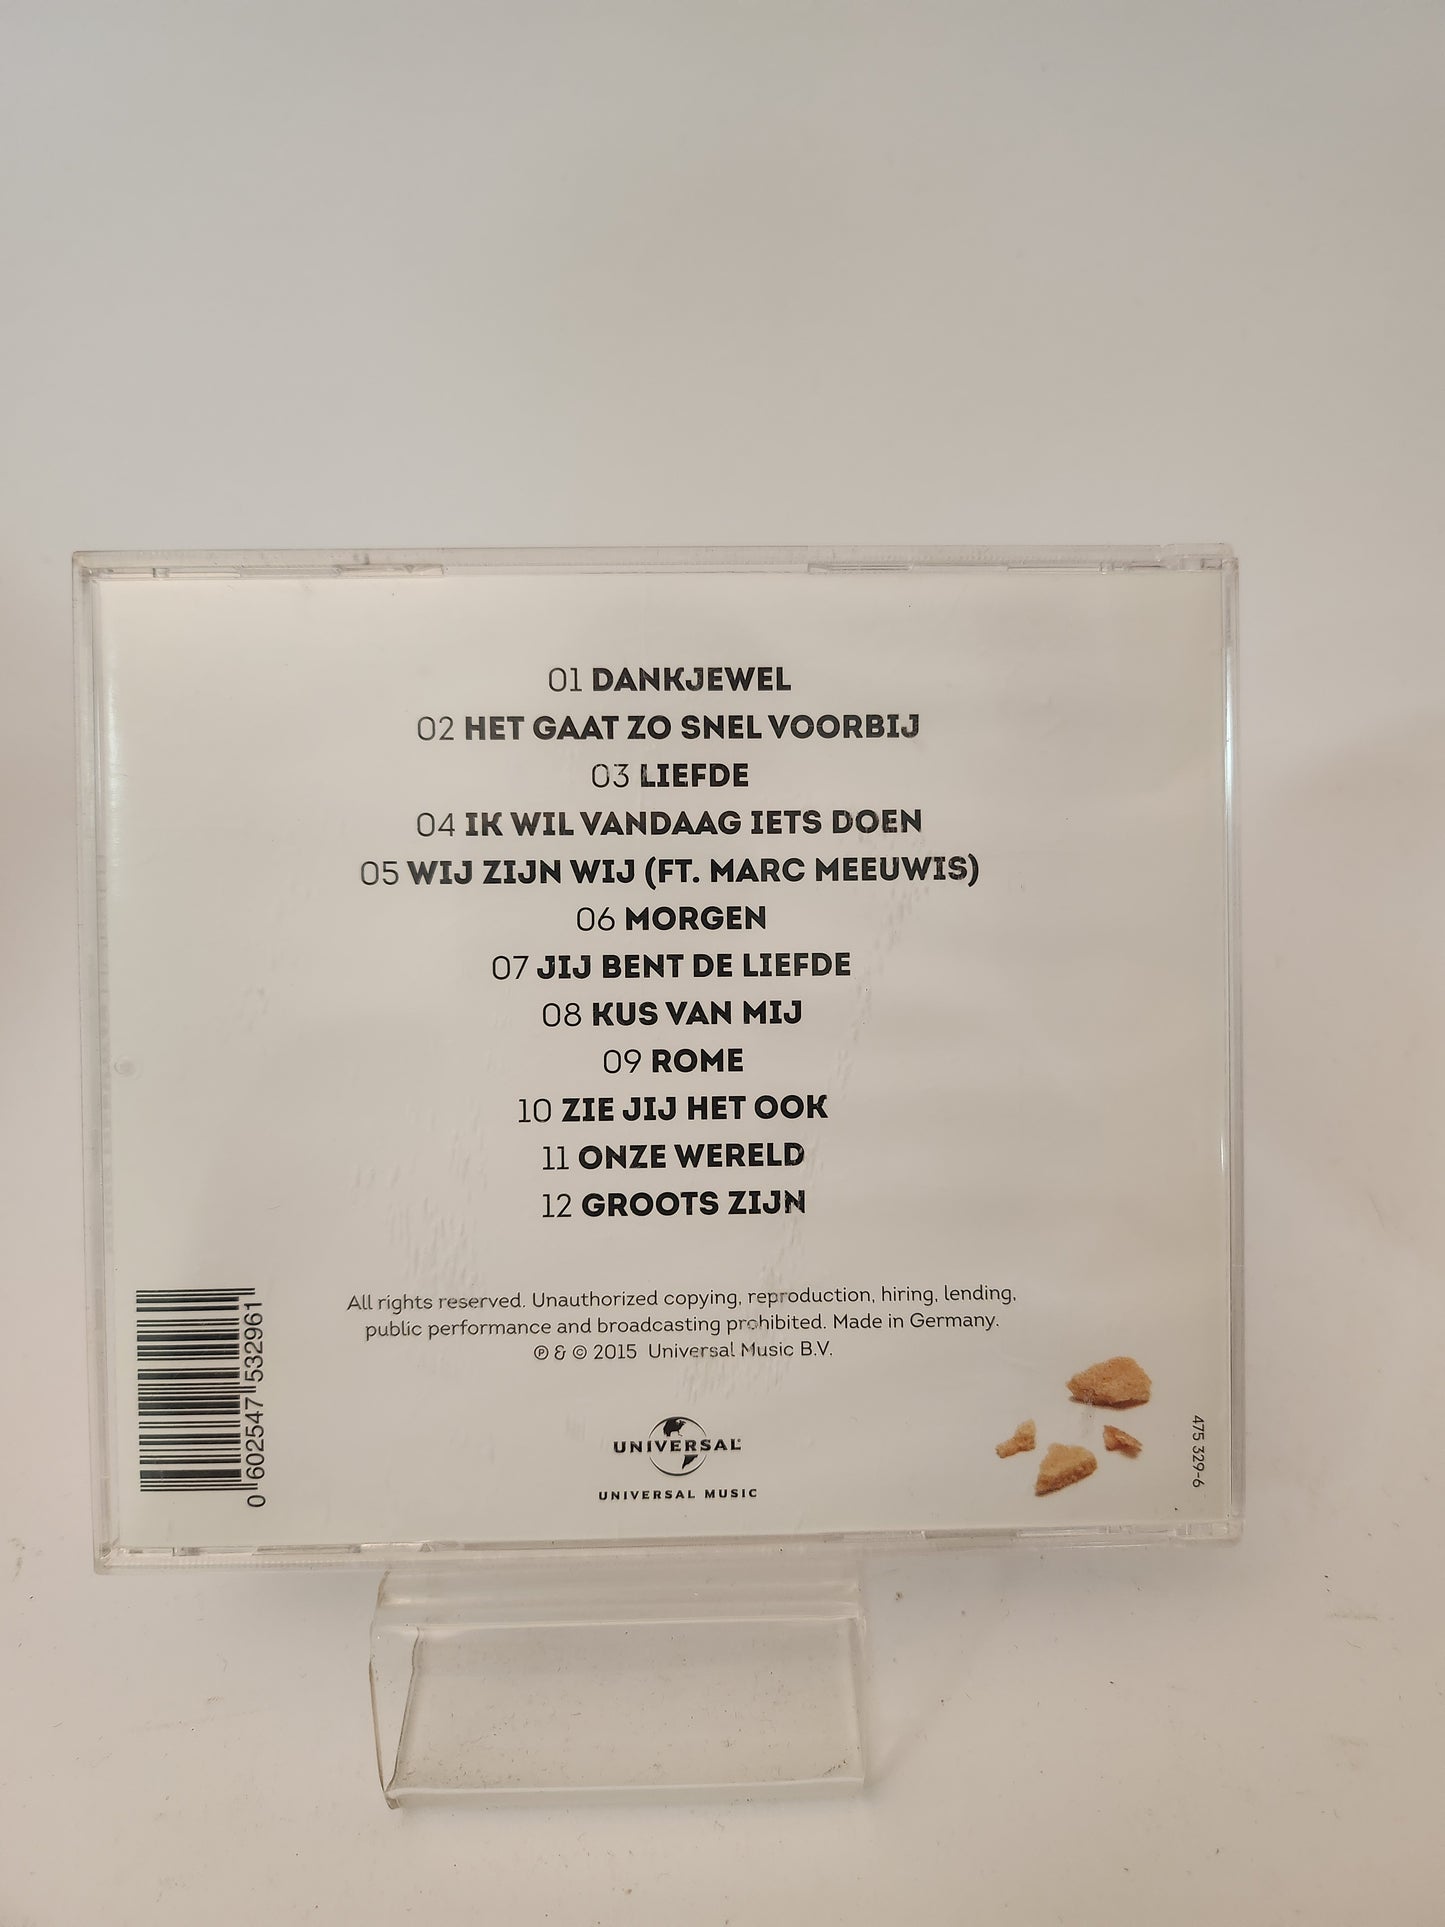 01 DANKJEWEL
02 HET GAAT ZO SNEL VOORBIJ
03 LIEFDE
04 IK WIL VANDAAG IETS DOEN
05 WIJ ZIJN WIJ (FT. MARC MEEUWIS)
06 MORGEN
07 JIJ BENT DE LIEFDE
08 KUS VAN MIJ
09 ROME
10 ZIE JIJ HET OOK
11 ONZE WERELD
12 GROOTS ZIJN
All rights reserved. Unauthorized copying, reproduction, hiring, lending,
public performance and broadcasting prohibited. Made in Germany.
℗ & © 2015 Universal Music B.V.
UNIVERSAL
UNIVERSAL MUSIC
0 602547 532961
475 329-6